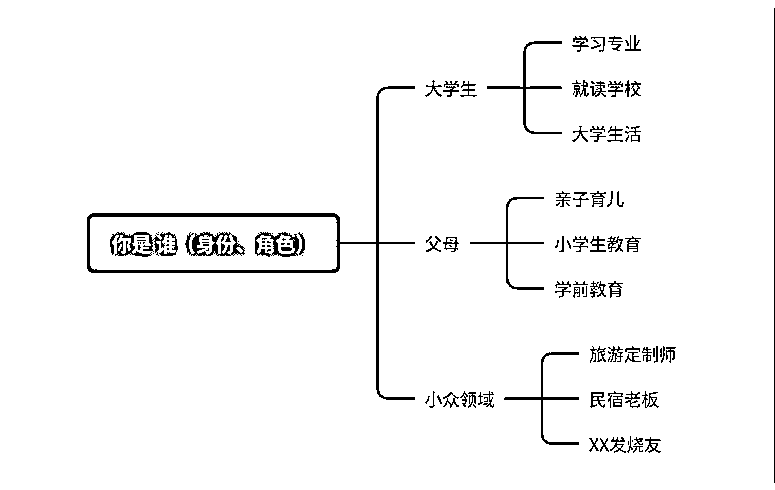 你是谁（身份、角色）
大学生
学习专业
就读学校
大学生活
父母
亲子育儿
小学生教育
学前教育
小众领域
旅游定制师
民宿老板
XX发烧友